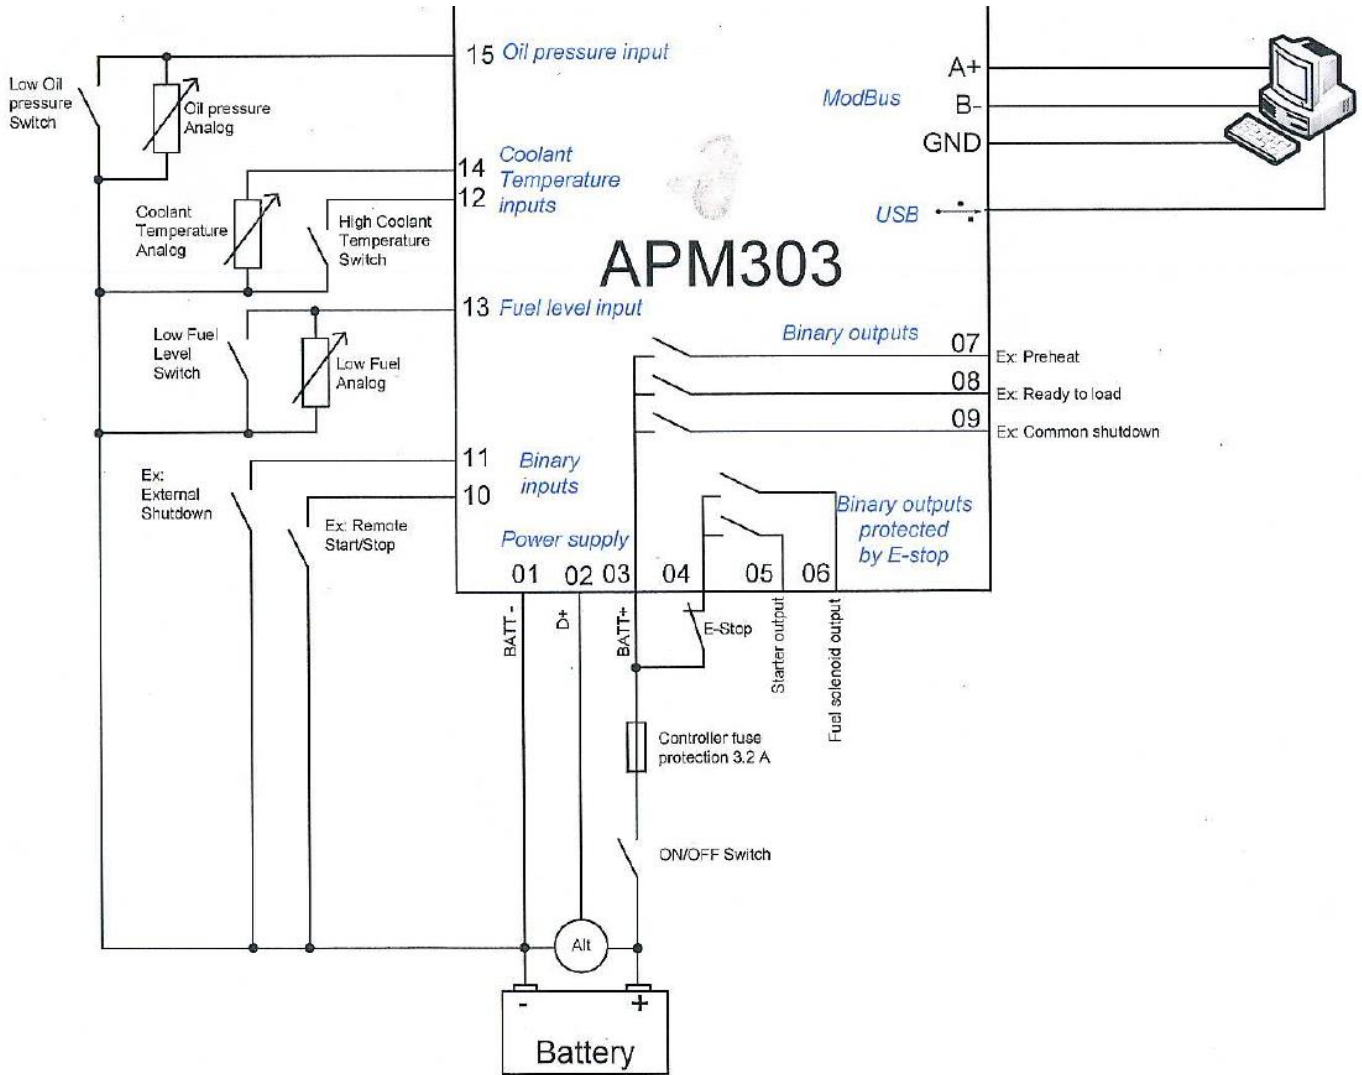 15 Oil pressure input
Low Oil
pressure
Switch
Oil pressure
Analog
A+
ModBus
B-
GND
14 Coolant
Temperature
12 inputs
Coolant
Temperature
Analog
High Coolant
Temperature
Switch
USB
APM303
13 Fuel level input
Low Fuel
Level
Switch
Low Fuel
Analog
Binary outputs
07 Ex: Preheat
08 Ex: Ready to load
09 Ex: Common shutdown
11 Binary
inputs
10
Ex:
External
Shutdown
Ex: Remote
Start/Stop
Binary outputs
protected
by E-stop
Power supply
01 02 03 04 05 06
BATT -
D+
BATT+
E-Stop
Starter output
Fuel solenoid output
Controller fuse
protection 3.2 A
ON/OFF Switch
Alt
- +
Battery